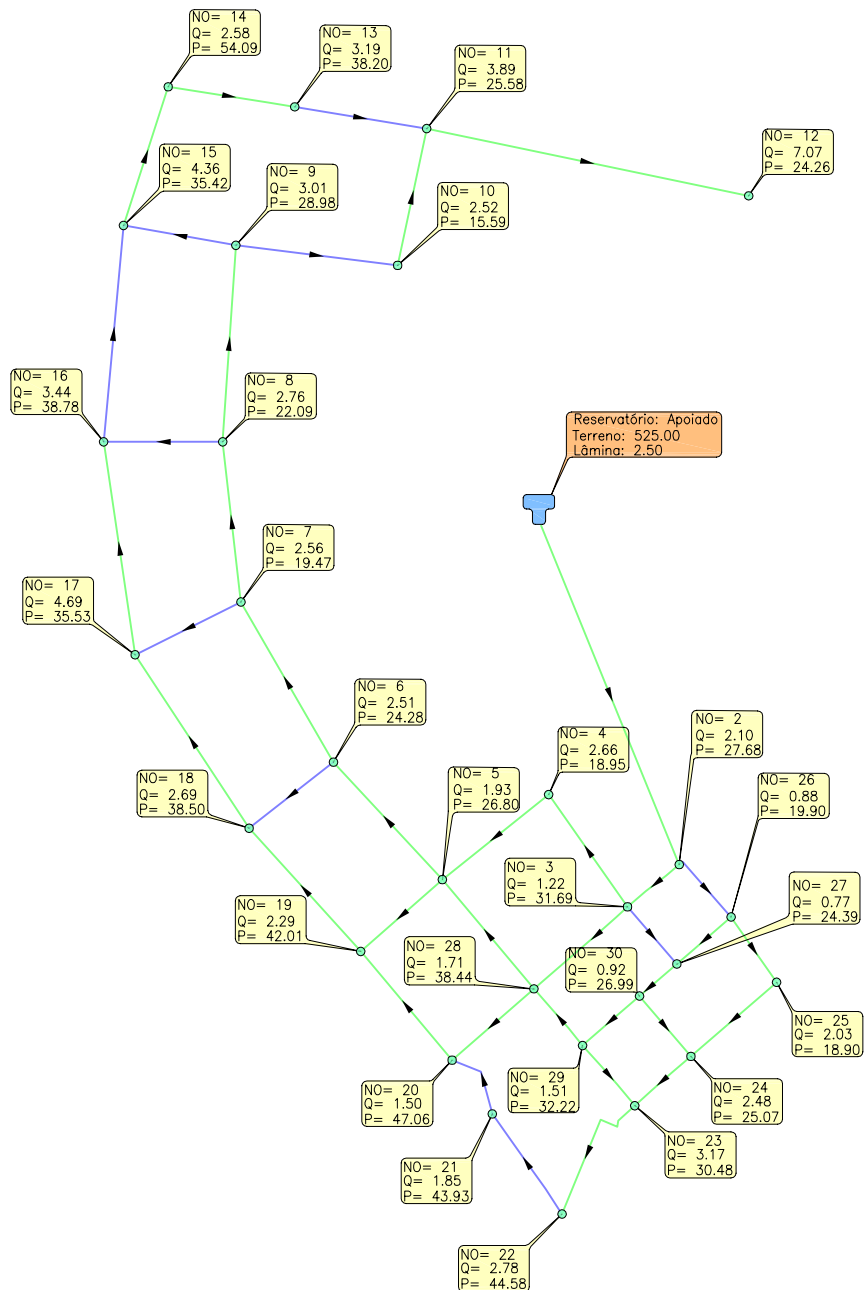 NO= 14
Q= 2.58
P= 54.09
NO= 13
Q= 3.19
P= 38.20
NO= 11
Q= 3.89
P= 25.58
NO= 12
Q= 7.07
P= 24.26
NO= 15
Q= 4.36
P= 35.42
NO= 9
Q= 3.01
P= 28.98
NO= 10
Q= 2.52
P= 15.59
NO= 16
Q= 3.44
P= 38.78
NO= 8
Q= 2.76
P= 22.09
Reservatório: Apoiado
Terreno: 525.00
Lâmina: 2.50
NO= 7
Q= 2.56
P= 19.47
NO= 17
Q= 4.69
P= 35.53
NO= 6
Q= 2.51
P= 24.28
NO= 4
Q= 2.66
P= 18.95
NO= 2
Q= 2.10
P= 27.68
NO= 18
Q= 2.69
P= 38.50
NO= 5
Q= 1.93
P= 26.80
NO= 26
Q= 0.88
P= 19.90
NO= 3
Q= 1.22
P= 31.69
NO= 27
Q= 0.77
P= 24.39
NO= 19
Q= 2.29
P= 42.01
NO= 28
Q= 1.71
P= 38.44
NO= 30
Q= 0.92
P= 26.99
NO= 25
Q= 2.03
P= 18.90
NO= 20
Q= 1.50
P= 47.06
NO= 29
Q= 1.51
P= 32.22
NO= 24
Q= 2.48
P= 25.07
NO= 23
Q= 3.17
P= 30.48
NO= 21
Q= 1.85
P= 43.93
NO= 22
Q= 2.78
P= 44.58